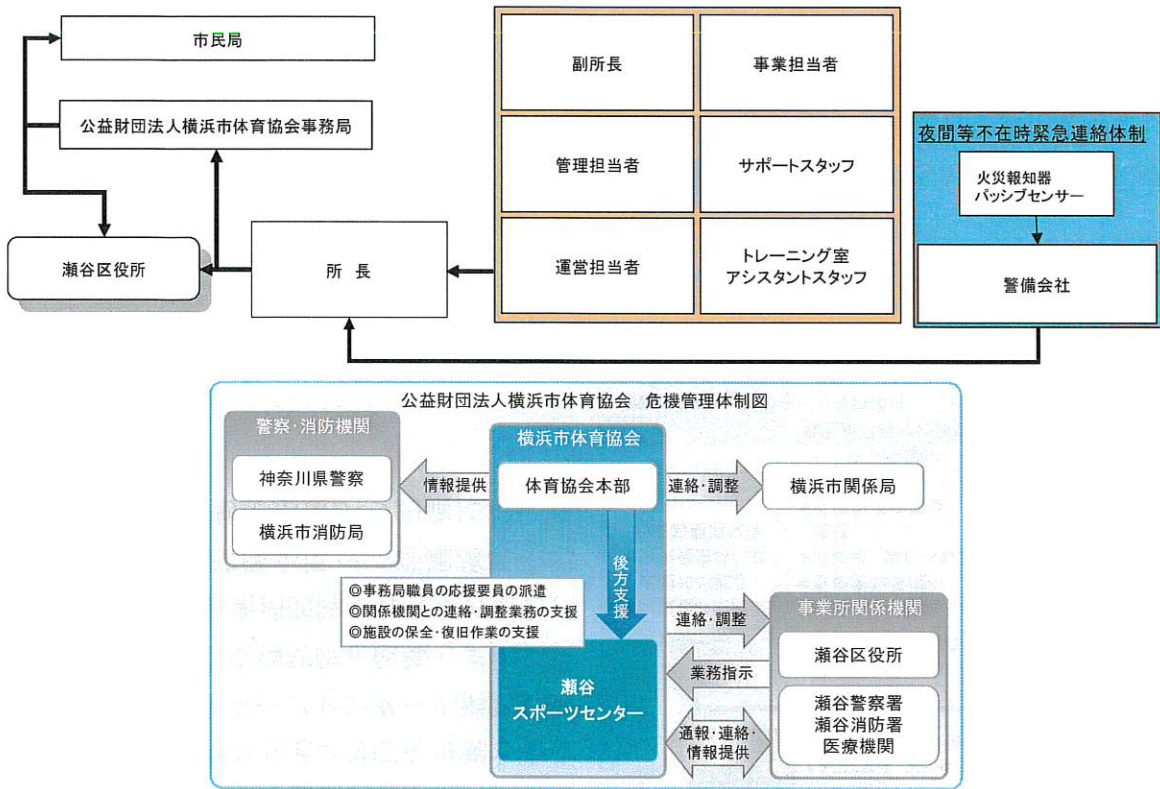 市民局
公益財団法人横浜市体育協会事務局
瀬谷区役所
所 長
副所長
事業担当者
管理担当者
サポートスタッフ
運営担当者
トレーニング室
アシスタントスタッフ
夜間等不在時緊急連絡体制
火災報知器
パッシブセンサー
警備会社
公益財団法人横浜市体育協会 危機管理体制図
警察・消防機関
神奈川県警察
横浜市消防局
情報提供
横浜市体育協会
体育協会本部
連絡・調整
横浜市関係局
後方支援
◎事務局職員の応援要員の派遣
◎関係機関との連絡・調整業務の支援
◎施設の保全・復旧作業の支援
瀬谷
スポーツセンター
連絡・調整
業務指示
通報・連絡・
情報提供
事業所関係機関
瀬谷区役所
瀬谷警察署
瀬谷消防署
医療機関